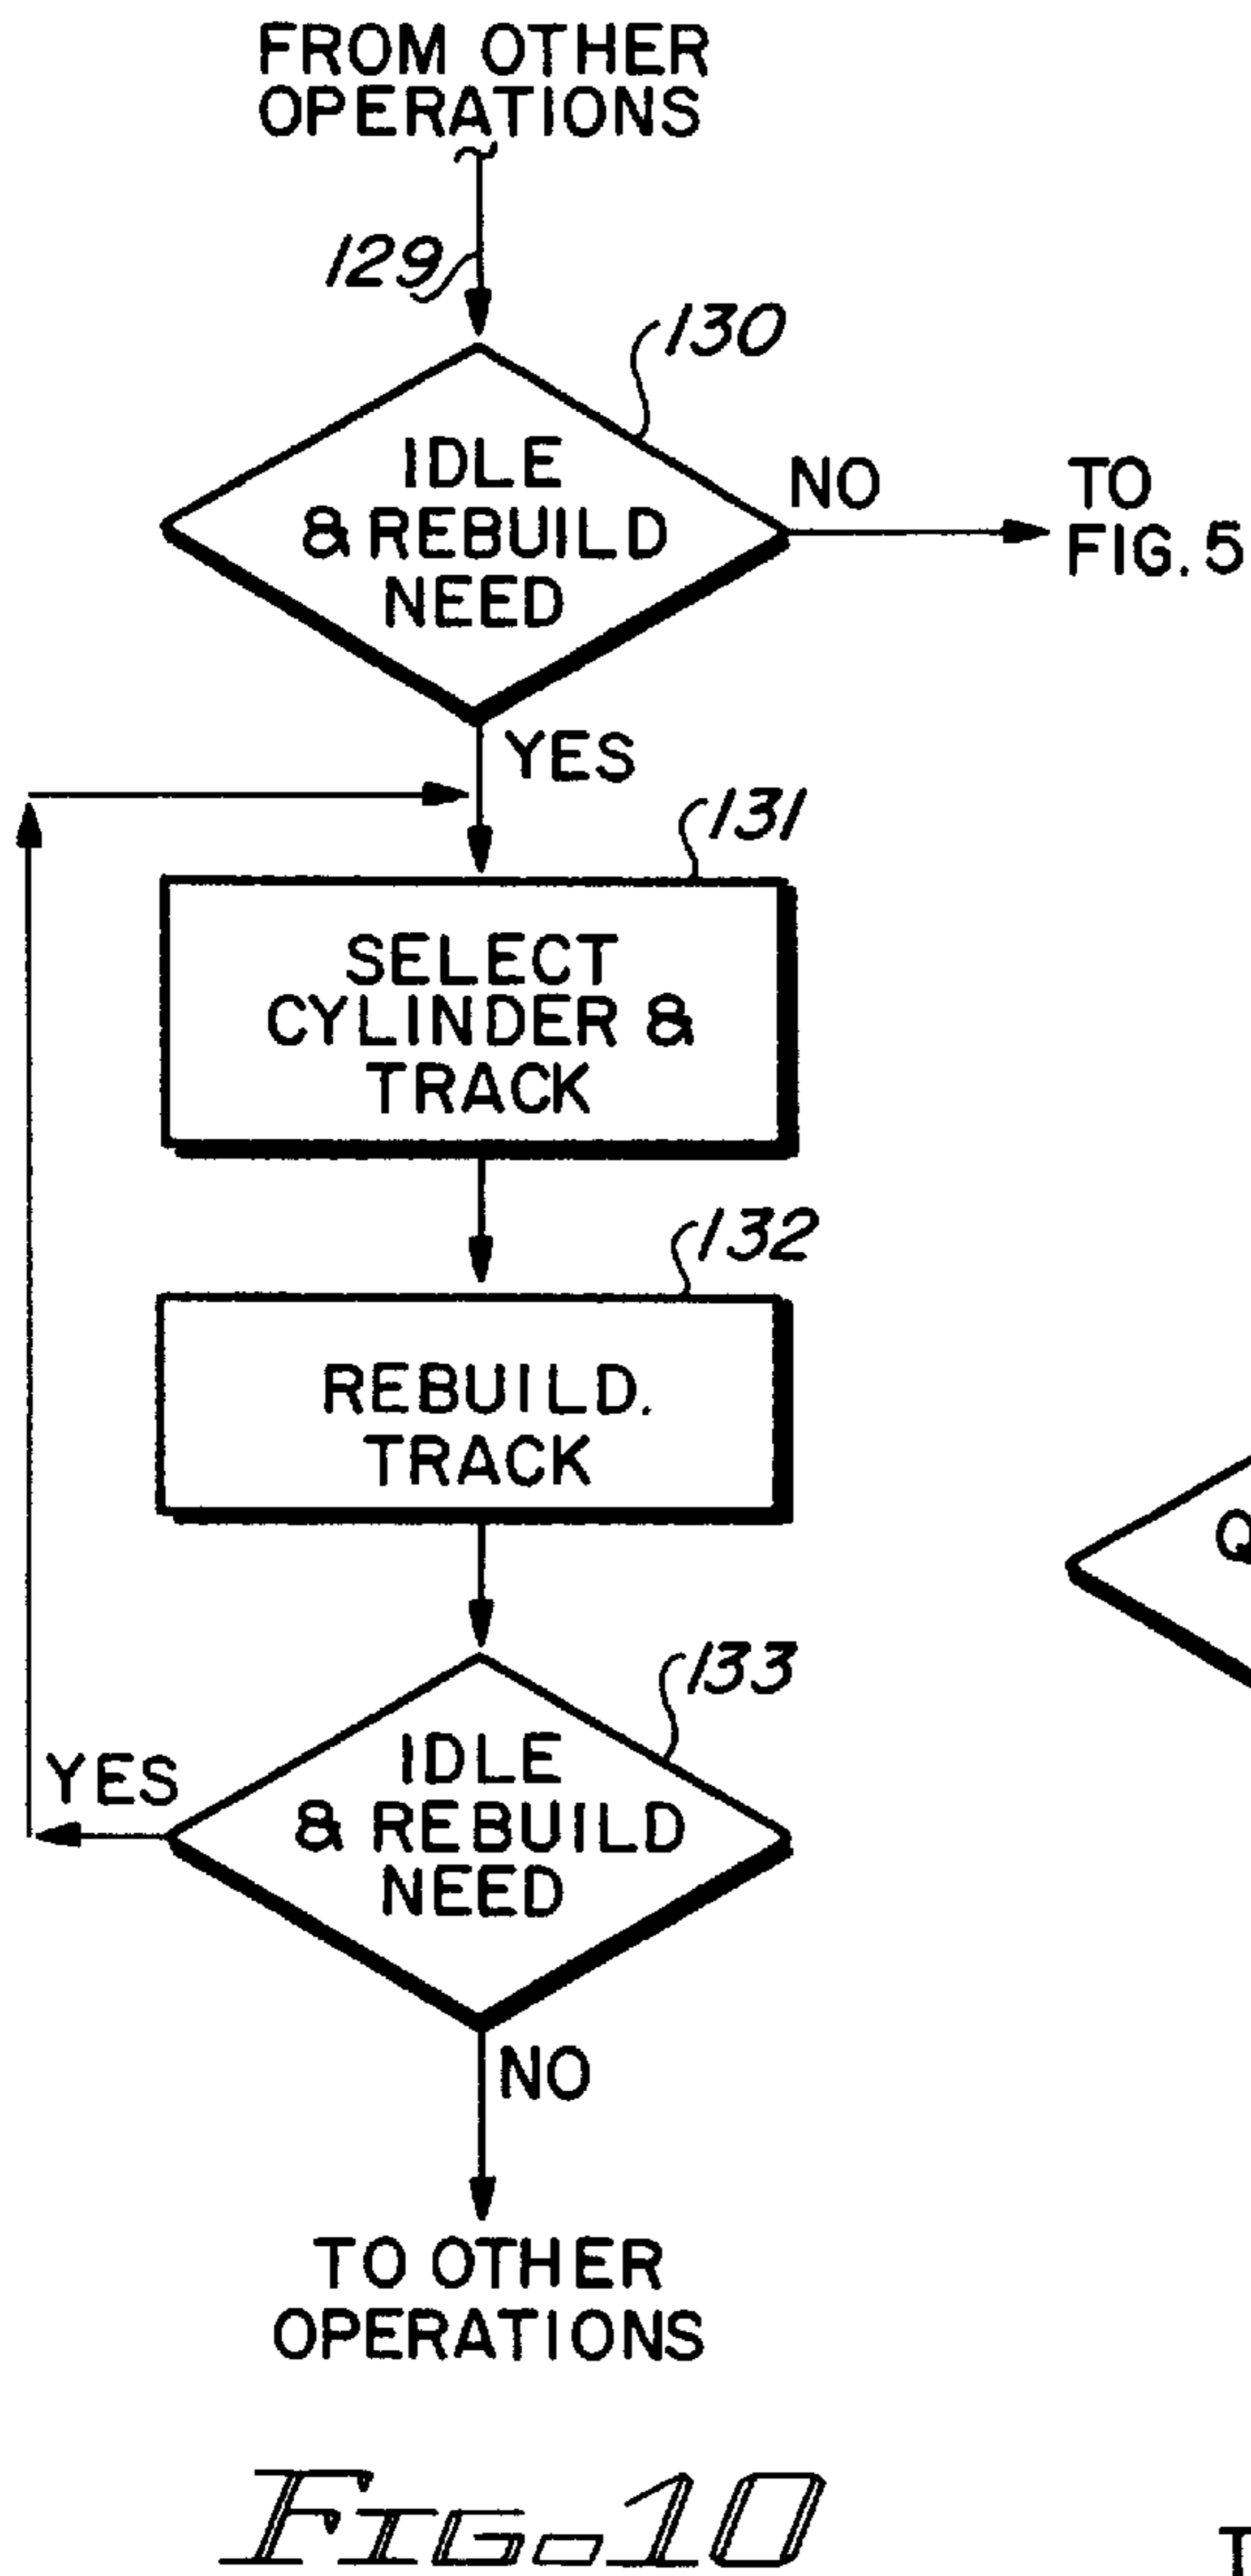 FROM OTHER
OPERATIONS
129
130
IDLE
& REBUILD
NEED
NO
TO
FIG. 5
YES
131
SELECT
CYLINDER &
TRACK
132
REBUILD.
TRACK
133
IDLE
& REBUILD
NEED
YES
NO
TO OTHER
OPERATIONS
FIG. 10